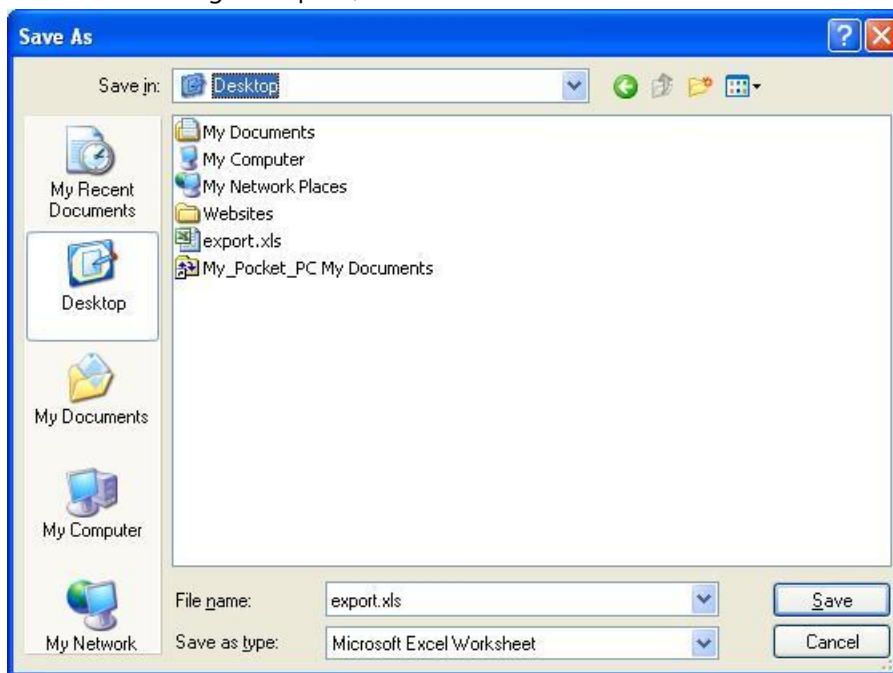 Save As
Save in: Desktop
My Recent
Documents
Desktop
My Documents
My Computer
My Network
My Documents
My Computer
My Network Places
Websites
export.xls
My_Pocket_PC My Documents
File name: export.xls Save
Save as type: Microsoft Excel Worksheet Cancel